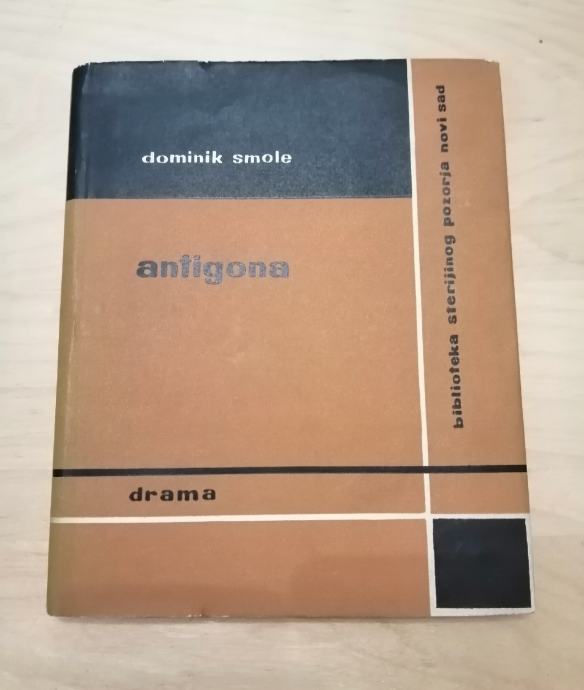 dominik smole
antigona
drama
biblioteka sterijinog pozorja novi sad